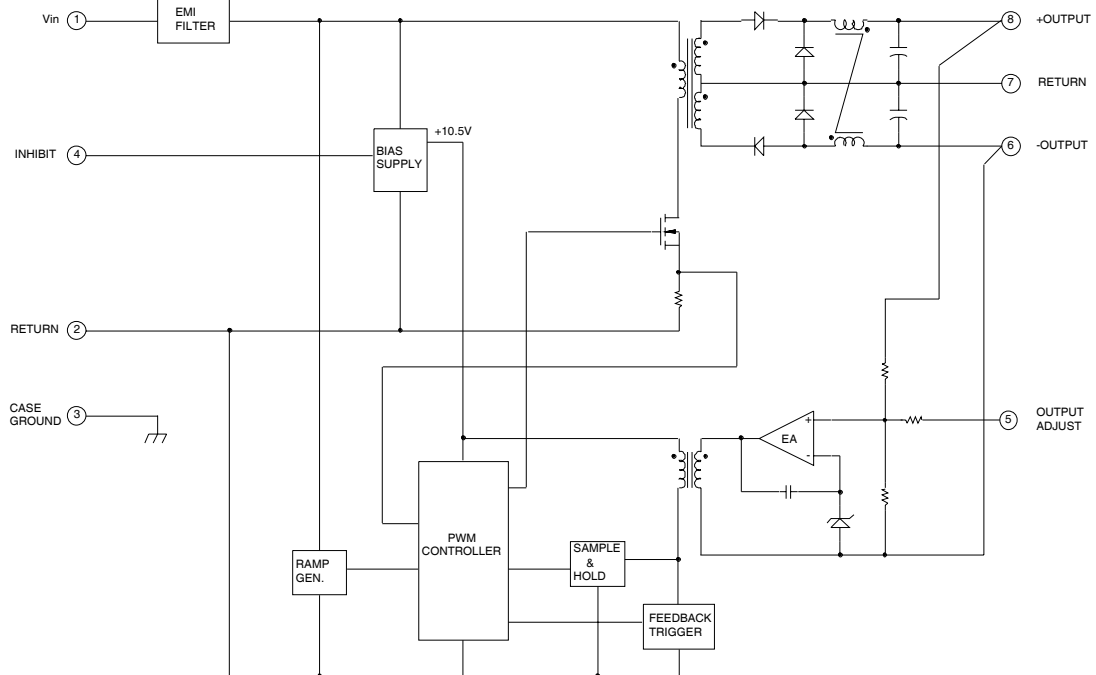 Vin 1
EMI
FILTER
8 +OUTPUT
7 RETURN
+10.5V
INHIBIT 4
BIAS
SUPPLY
6 -OUTPUT
RETURN 2
CASE
GROUND 3
+
EA
-
5 OUTPUT
ADJUST
PWM
CONTROLLER
SAMPLE
&
HOLD
RAMP
GEN.
FEEDBACK
TRIGGER